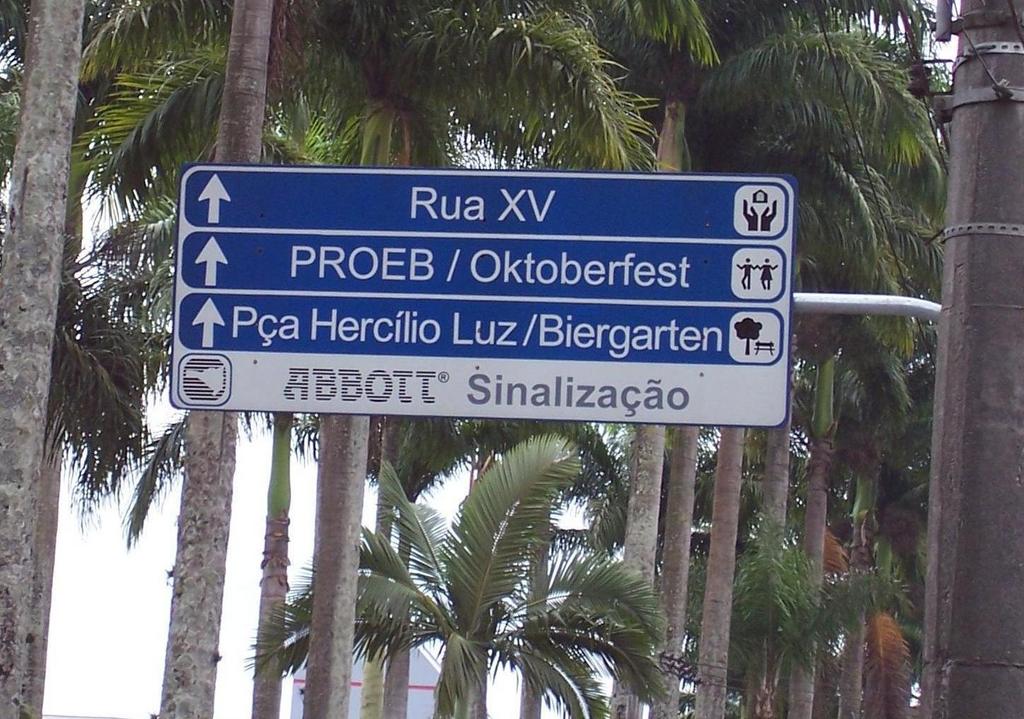 Rua XV
PROEB / Oktoberfest
Pça Hercílio Luz /Biergarten
ABBOTT® Sinalização